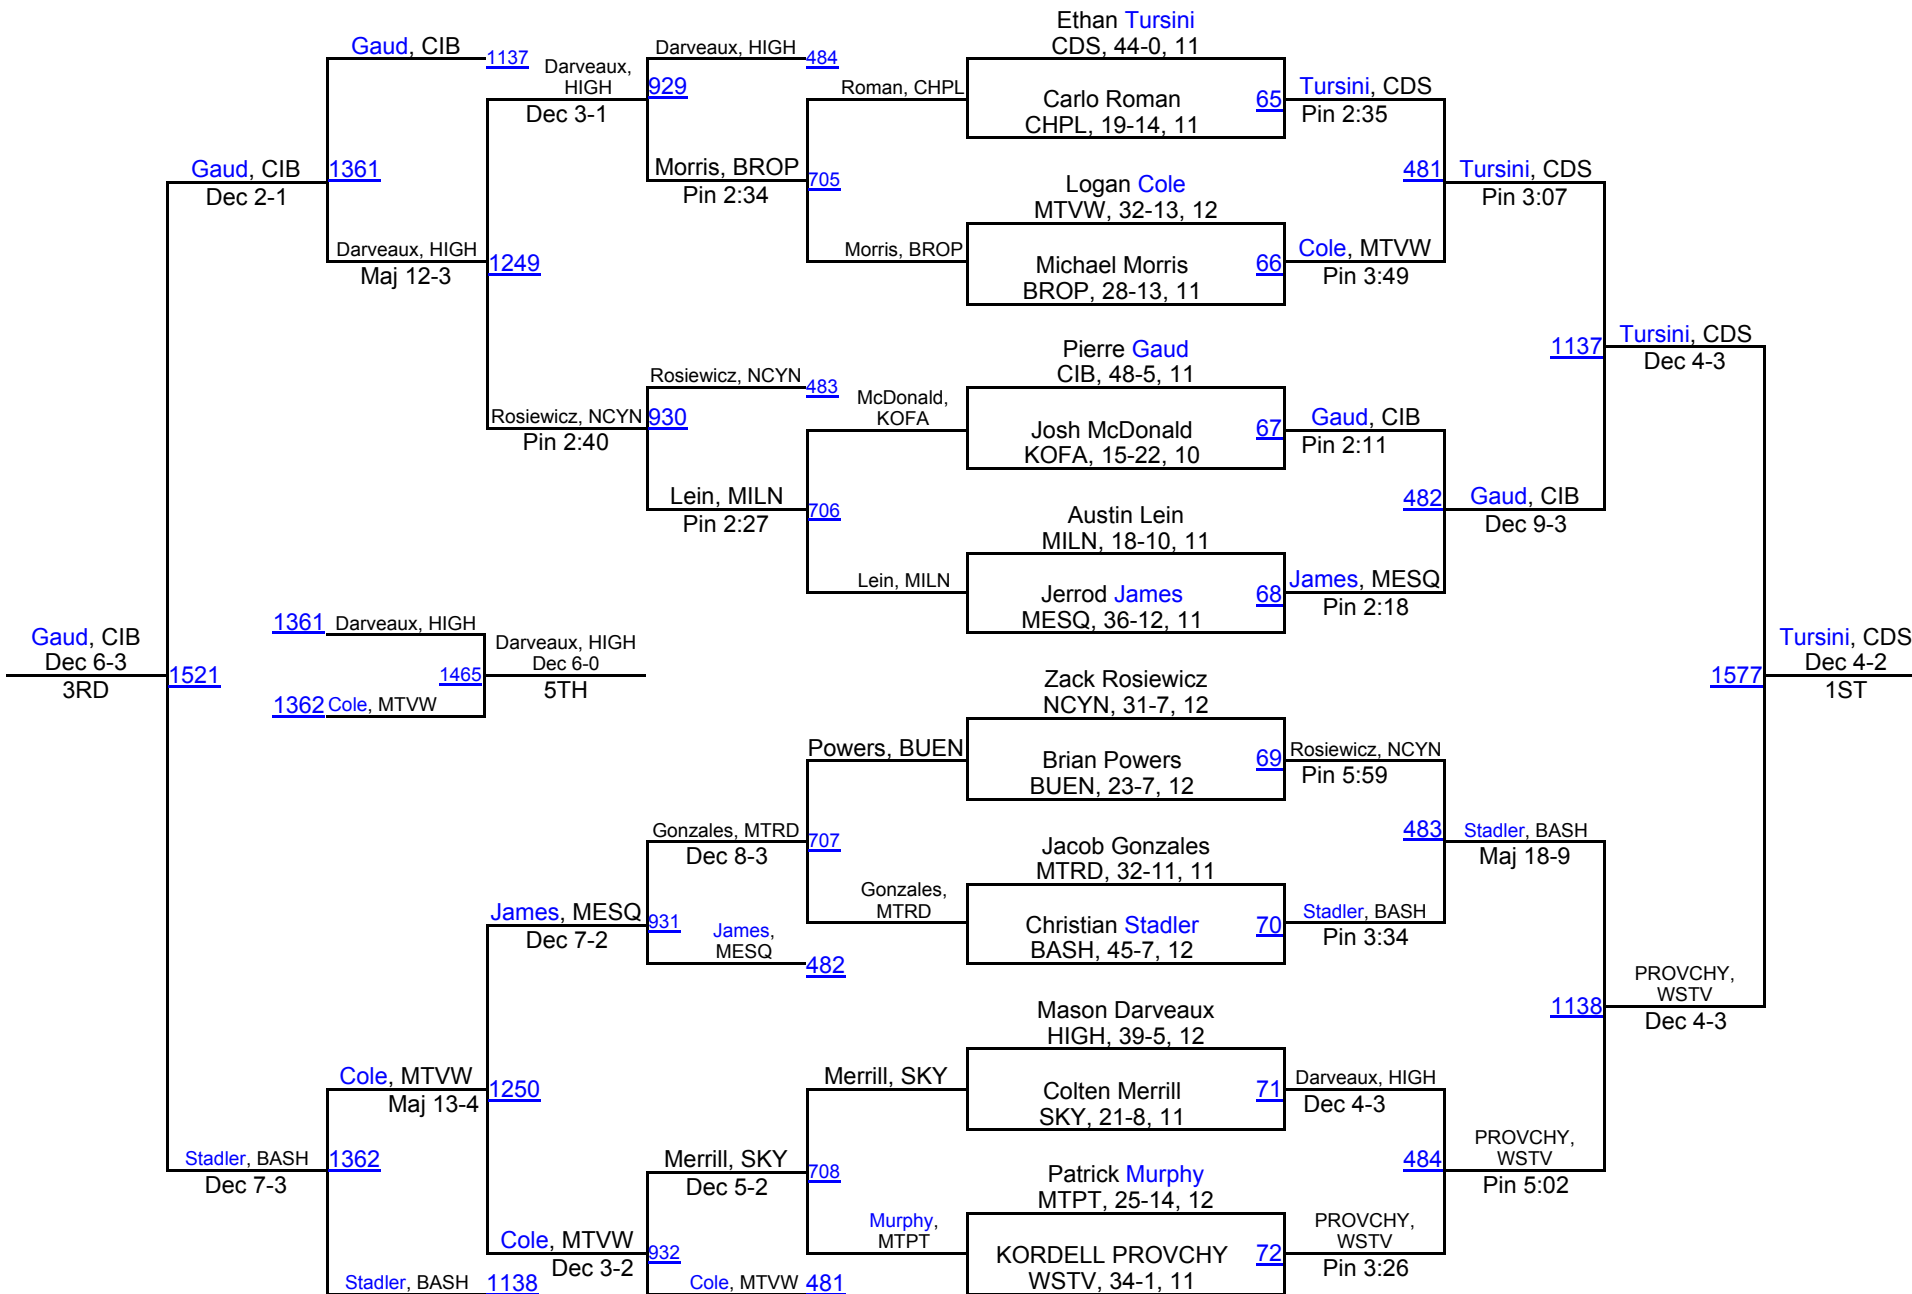 Ethan Tursini
CDS, 44-0, 11
Gaud, CIB
1137
Darveaux, HIGH
484
Darveaux,
HIGH
929
Dec 3-1
Roman, CHPL
Carlo Roman
CHPL, 19-14, 11
65
Tursini, CDS
Pin 2:35
Gaud, CIB
Dec 2-1
1361
Morris, BROP
Pin 2:34
705
Logan Cole
MTVW, 32-13, 12
481
Tursini, CDS
Pin 3:07
Darveaux, HIGH
Maj 12-3
1249
Morris, BROP
Michael Morris
BROP, 28-13, 11
66
Cole, MTVW
Pin 3:49
Pierre Gaud
CIB, 48-5, 11
1137
Tursini, CDS
Dec 4-3
Rosiewicz, NCYN
483
McDonald,
KOFA
Rosiewicz, NCYN
Pin 2:40
930
Josh McDonald
KOFA, 15-22, 10
67
Gaud, CIB
Pin 2:11
Lein, MILN
Pin 2:27
706
Austin Lein
MILN, 18-10, 11
482
Gaud, CIB
Dec 9-3
Lein, MILN
Jerrod James
MESQ, 36-12, 11
68
James, MESQ
Pin 2:18
Gaud, CIB
Dec 6-3
3RD
1521
1361
Darveaux, HIGH
1465
Darveaux, HIGH
Dec 6-0
5TH
1362
Cole, MTVW
Zack Rosiewicz
NCYN, 31-7, 12
1577
Tursini, CDS
Dec 4-2
1ST
Powers, BUEN
Brian Powers
BUEN, 23-7, 12
69
Rosiewicz, NCYN
Pin 5:59
Gonzales, MTRD
Dec 8-3
707
Jacob Gonzales
MTRD, 32-11, 11
483
Stadler, BASH
Maj 18-9
James, MESQ
Dec 7-2
931
James,
MESQ
482
Gonzales,
MTRD
Christian Stadler
BASH, 45-7, 12
70
Stadler, BASH
Pin 3:34
Mason Darveaux
HIGH, 39-5, 12
1138
PROVCHY,
WSTV
Dec 4-3
Cole, MTVW
Maj 13-4
1250
Merrill, SKY
Colten Merrill
SKY, 21-8, 11
71
Darveaux, HIGH
Dec 4-3
Stadler, BASH
Dec 7-3
1362
Merrill, SKY
Dec 5-2
708
Patrick Murphy
MTPT, 25-14, 12
484
PROVCHY,
WSTV
Pin 5:02
Cole, MTVW
Dec 3-2
932
Murphy,
MTPT
KORDELL PROVCHY
WSTV, 34-1, 11
72
PROVCHY,
WSTV
Pin 3:26
Stadler, BASH
1138
Cole, MTVW
481